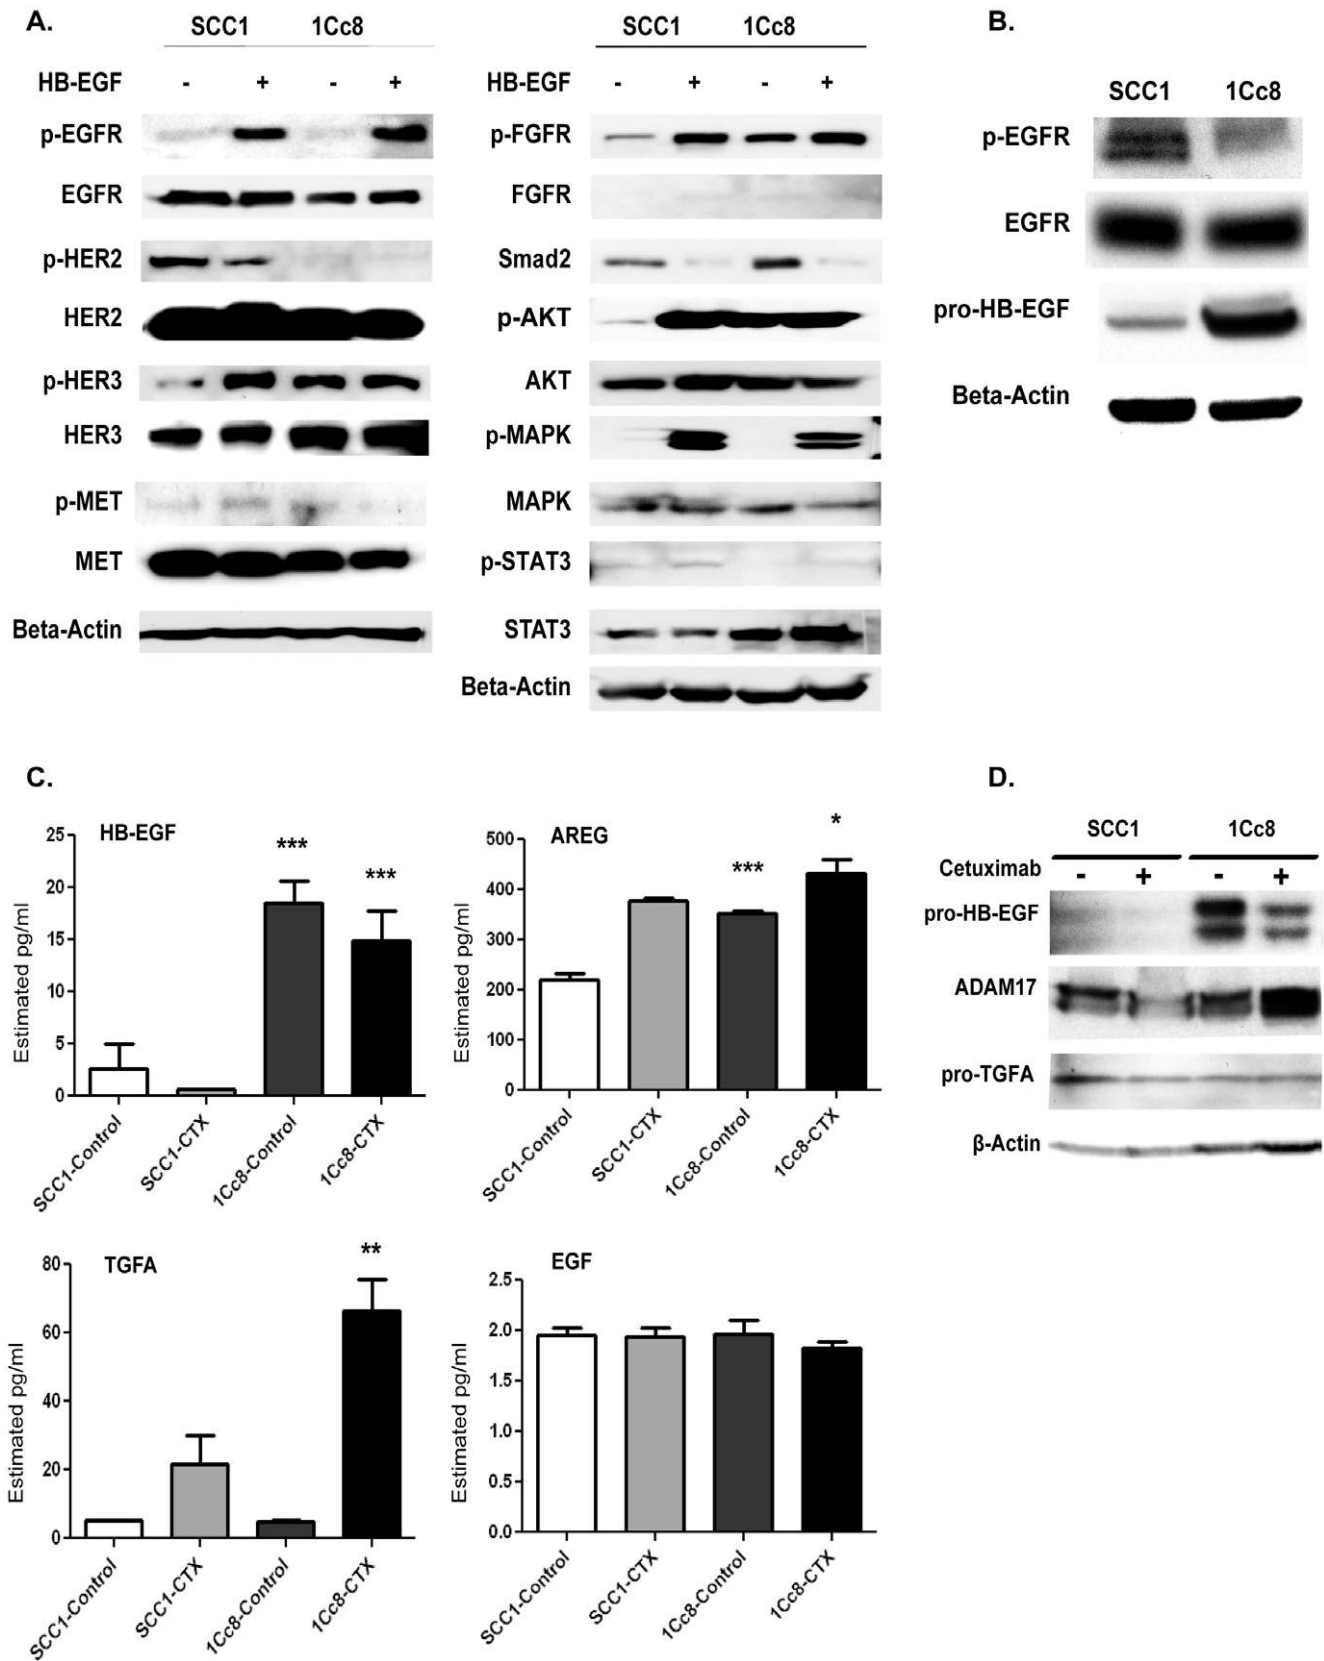 A.
SCC1 1Cc8
HB-EGF - + - +
p-EGFR
EGFR
p-HER2
HER2
p-HER3
HER3
p-MET
MET
Beta-Actin
SCC1 1Cc8
HB-EGF - + - +
p-FGFR
FGFR
Smad2
p-AKT
AKT
p-MAPK
MAPK
p-STAT3
STAT3
Beta-Actin
B.
SCC1 1Cc8
p-EGFR
EGFR
pro-HB-EGF
Beta-Actin
C.
HB-EGF
Estimated pg/ml
25
20
15
10
5
0
***
***
SCC1-Control
SCC1-CTX
1Cc8-Control
1Cc8-CTX
AREG
Estimated pg/ml
500
400
300
200
100
0
***
*
SCC1-Control
SCC1-CTX
1Cc8-Control
1Cc8-CTX
D.
SCC1 1Cc8
Cetuximab - + - +
pro-HB-EGF
ADAM17
pro-TGFA
β-Actin
TGFA
Estimated pg/ml
80
60
40
20
0
**
SCC1-Control
SCC1-CTX
1Cc8-Control
1Cc8-CTX
EGF
Estimated pg/ml
2.5
2.0
1.5
1.0
0.5
0.0
SCC1-Control
SCC1-CTX
1Cc8-Control
1Cc8-CTX